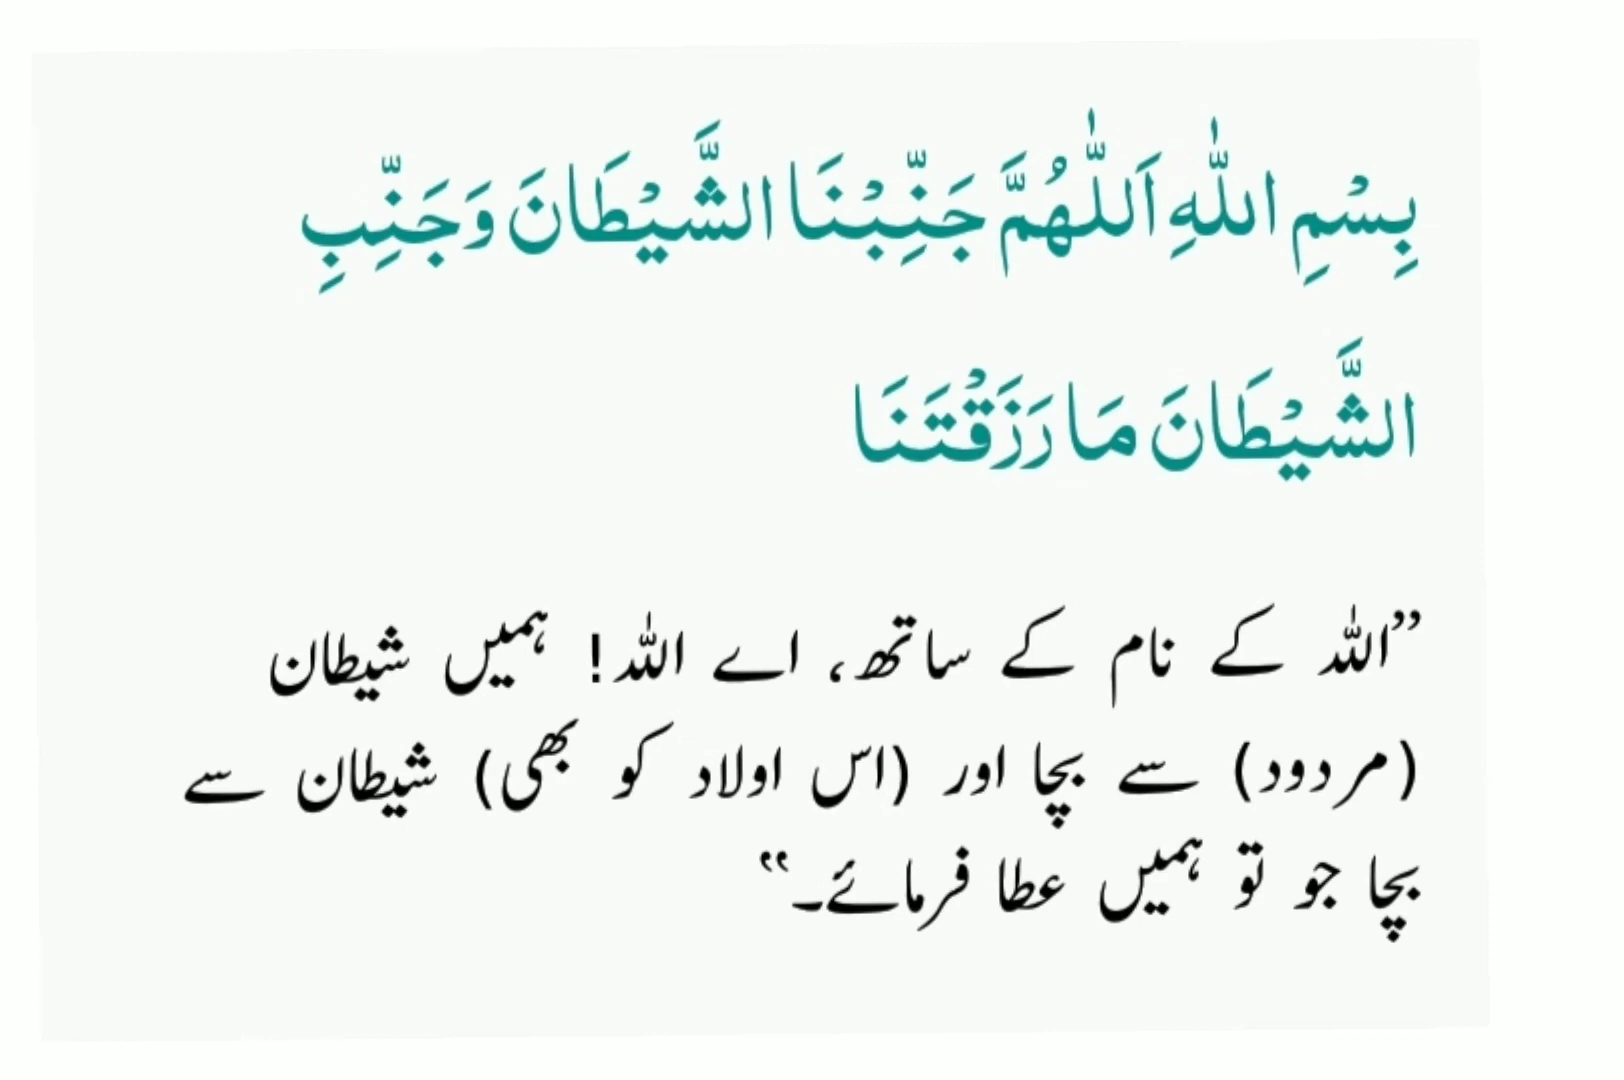 بِسْمِ اللّٰهِ اَللّٰهُمَّ جَنِّبْنَا الشَّيْطَانَ وَجَنِّبِ
الشَّيْطَانَ مَا رَزَقْتَنَا
”اللہ کے نام کے ساتھ، اے اللہ! ہمیں شیطان
(مردود) سے بچا اور (اس اولاد کو بھی) شیطان سے
بچا جو تو ہمیں عطا فرمائے۔“